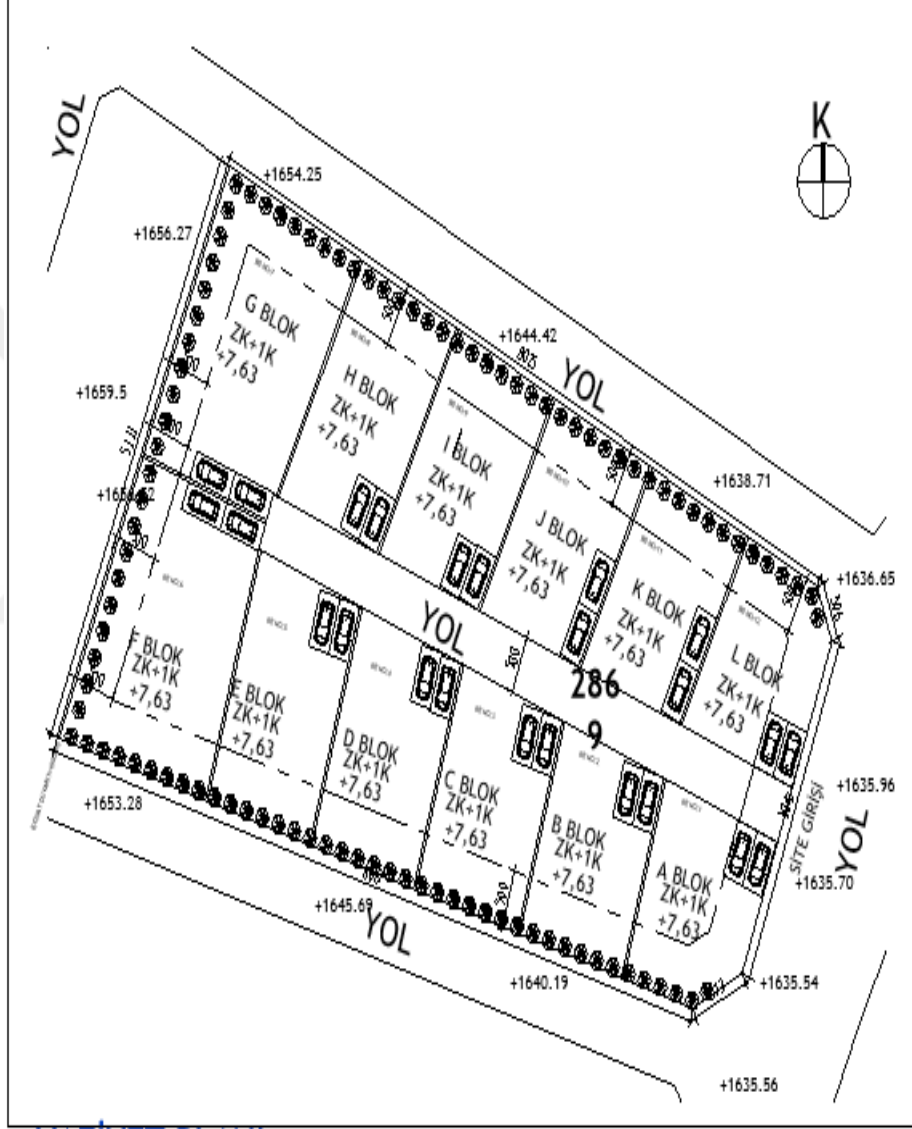 YOL
K
+1654.25
+1656.27
G BLOK
ZK+1K
+7,63
+1644.42
YOL
H BLOK
ZK+1K
+7,63
+1659.5
I BLOK
ZK+1K
+7,63
+1638.71
J BLOK
ZK+1K
+7,63
+1636.65
K BLOK
ZK+1K
+7,63
L BLOK
ZK+1K
+7,63
YOL
286
9
500
F BLOK
ZK+1K
+7,63
E BLOK
ZK+1K
+7,63
D BLOK
ZK+1K
+7,63
C BLOK
ZK+1K
+7,63
B BLOK
ZK+1K
+7,63
A BLOK
ZK+1K
+7,63
+1653.28
+1635.96
SİTE GİRİŞİ
YOL
+1635.70
+1645.69
YOL
+1640.19
+1635.54
+1635.56